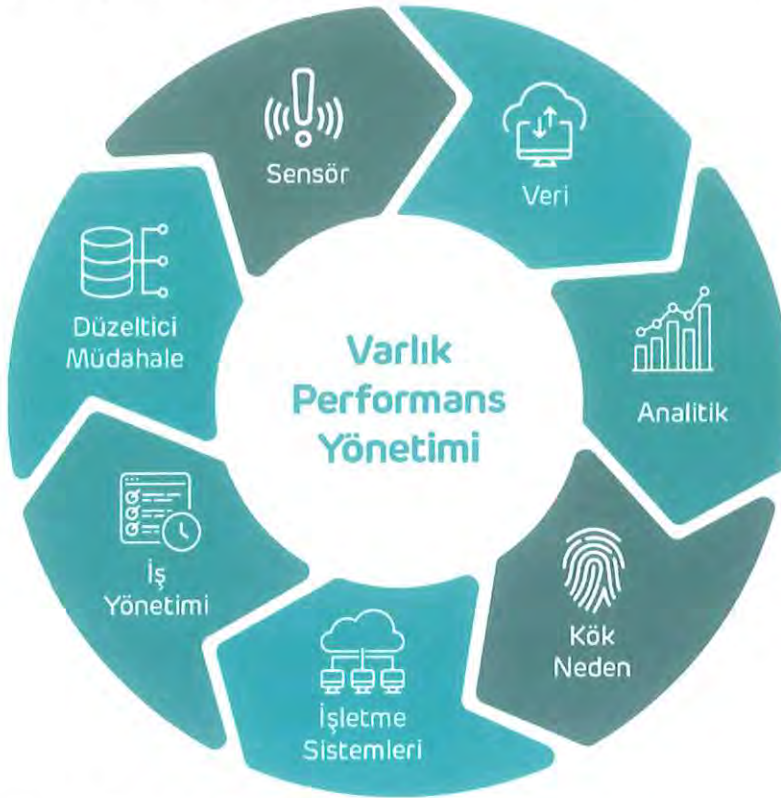 Sensör
Veri
Analitik
Kök
Neden
İşletme
Sistemleri
İş
Yönetimi
Düzeltici
Müdahale
Varlık
Performans
Yönetimi